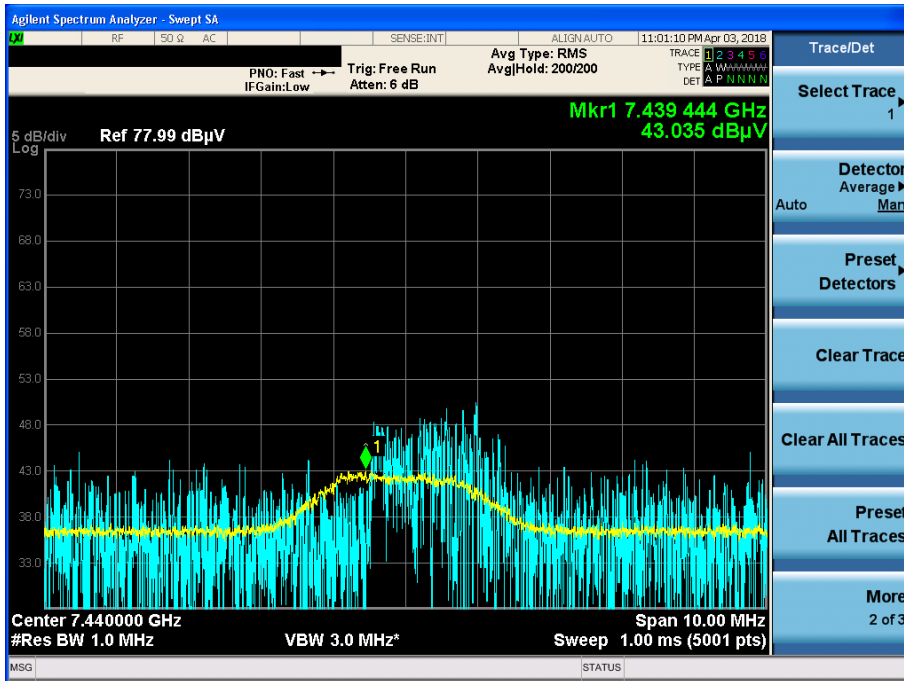 Agilent Spectrum Analyzer - Swept SA
LXI RF 50 Ω AC SENSE:INT ALIGN AUTO 11:01:10 PM Apr 03, 2018
Trace/Det
PNO: Fast
IFGain:Low
Trig: Free Run
Atten: 6 dB
Avg Type: RMS
Avg|Hold: 200/200
TRACE 1 2 3 4 5 6
TYPE A WWWWW
DET A P N N N N
Mkr1 7.439 444 GHz
43.035 dBµV
5 dB/div Ref 77.99 dBµV
Log
73.0
68.0
63.0
58.0
53.0
48.0
43.0
38.0
33.0
1
Center 7.440000 GHz Span 10.00 MHz
#Res BW 1.0 MHz VBW 3.0 MHz* Sweep 1.00 ms (5001 pts)
MSG STATUS
Select Trace
1
Detector
Average
Auto Man
Preset
Detectors
Clear Trace
Clear All Traces
Preset
All Traces
More
2 of 3